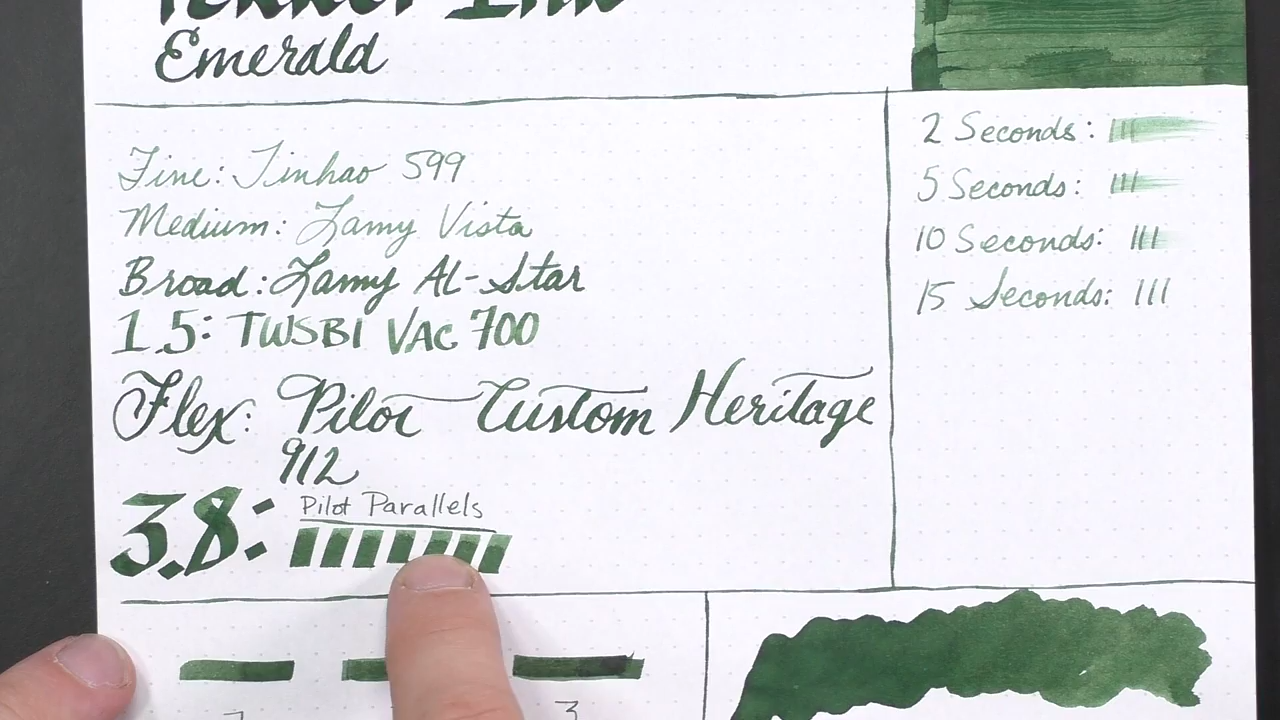 Ink
Emerald
Fine: Jinhao 599
Medium: Lamy Vista
Broad: Lamy Al-Star
1.5: TWSBI VAC 700
Flex: Pilot Custom Heritage
912
3.8: Pilot Parallels
2 Seconds:
5 Seconds:
10 Seconds:
15 Seconds:
3